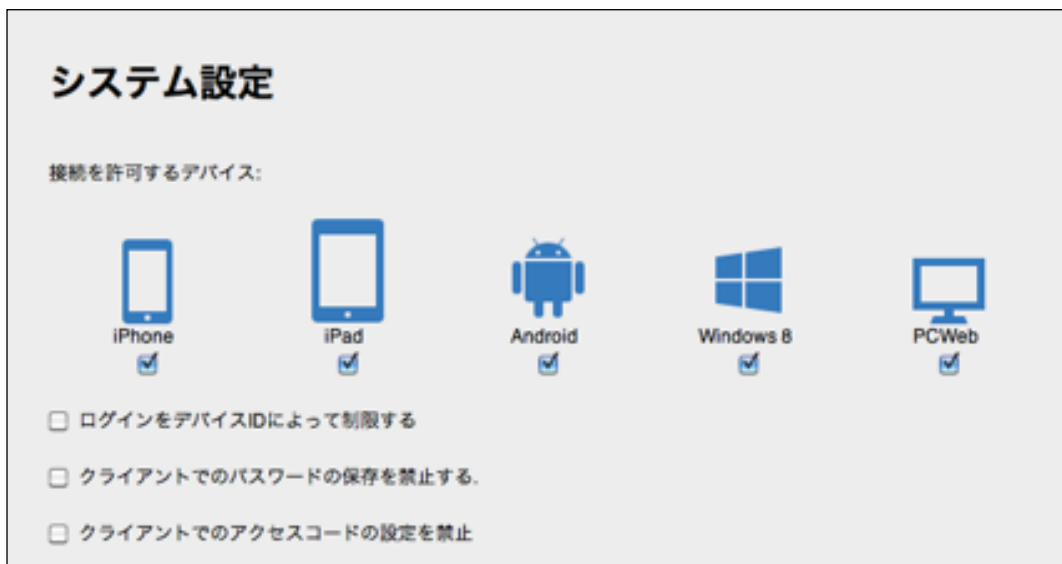 システム設定
接続を許可するデバイス:
iPhone iPad Android Windows 8 PCWeb
ログインをデバイスIDによって制限する
クライアントでのパスワードの保存を禁止する.
クライアントでのアクセスコードの設定を禁止